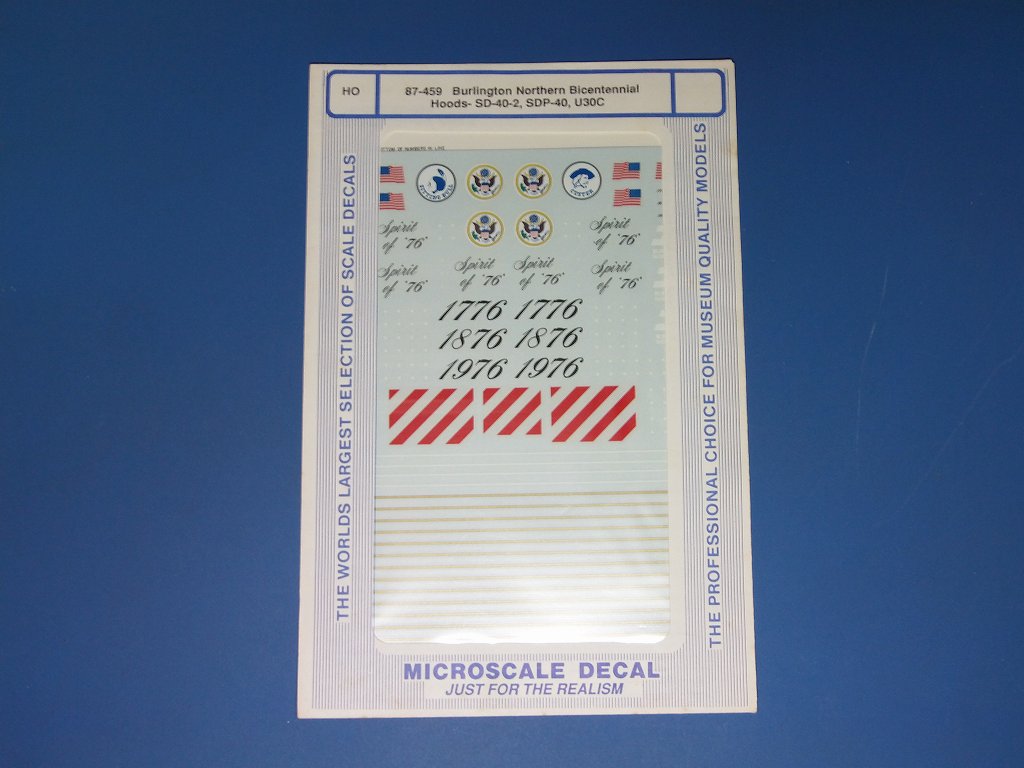 HO
87-459 Burlington Northern Bicentennial
Hoods- SD-40-2, SDP-40, U30C
THE WORLDS LARGEST SELECTION OF SCALE DECALS
THE PROFESSIONAL CHOICE FOR MUSEUM QUALITY MODELS
SITTING BULL
CUSTER
Spirit
of '76'
Spirit
of '76'
Spirit
of '76'
Spirit
of '76'
Spirit
of '76'
Spirit
of '76'
1776 1776
1876 1876
1976 1976
MICROSCALE DECAL
JUST FOR THE REALISM